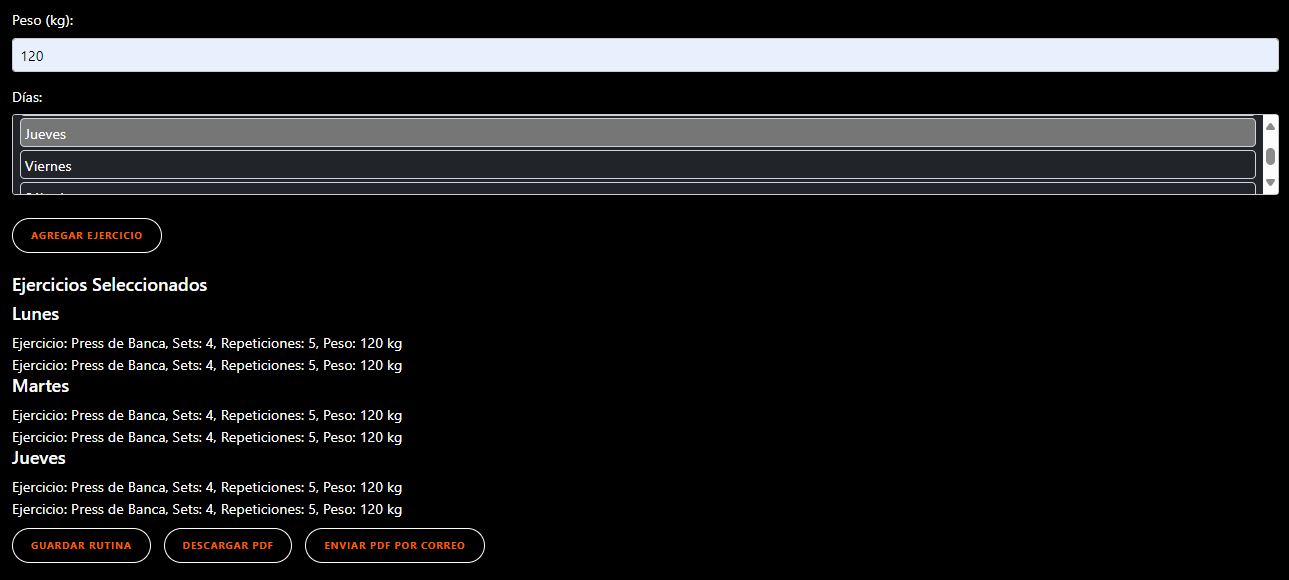 Peso (kg):
120
Días:
Jueves
Viernes
AGREGAR EJERCICIO
Ejercicios Seleccionados
Lunes
Ejercicio: Press de Banca, Sets: 4, Repeticiones: 5, Peso: 120 kg
Ejercicio: Press de Banca, Sets: 4, Repeticiones: 5, Peso: 120 kg
Martes
Ejercicio: Press de Banca, Sets: 4, Repeticiones: 5, Peso: 120 kg
Ejercicio: Press de Banca, Sets: 4, Repeticiones: 5, Peso: 120 kg
Jueves
Ejercicio: Press de Banca, Sets: 4, Repeticiones: 5, Peso: 120 kg
Ejercicio: Press de Banca, Sets: 4, Repeticiones: 5, Peso: 120 kg
GUARDAR RUTINA DESCARGAR PDF ENVIAR PDF POR CORREO